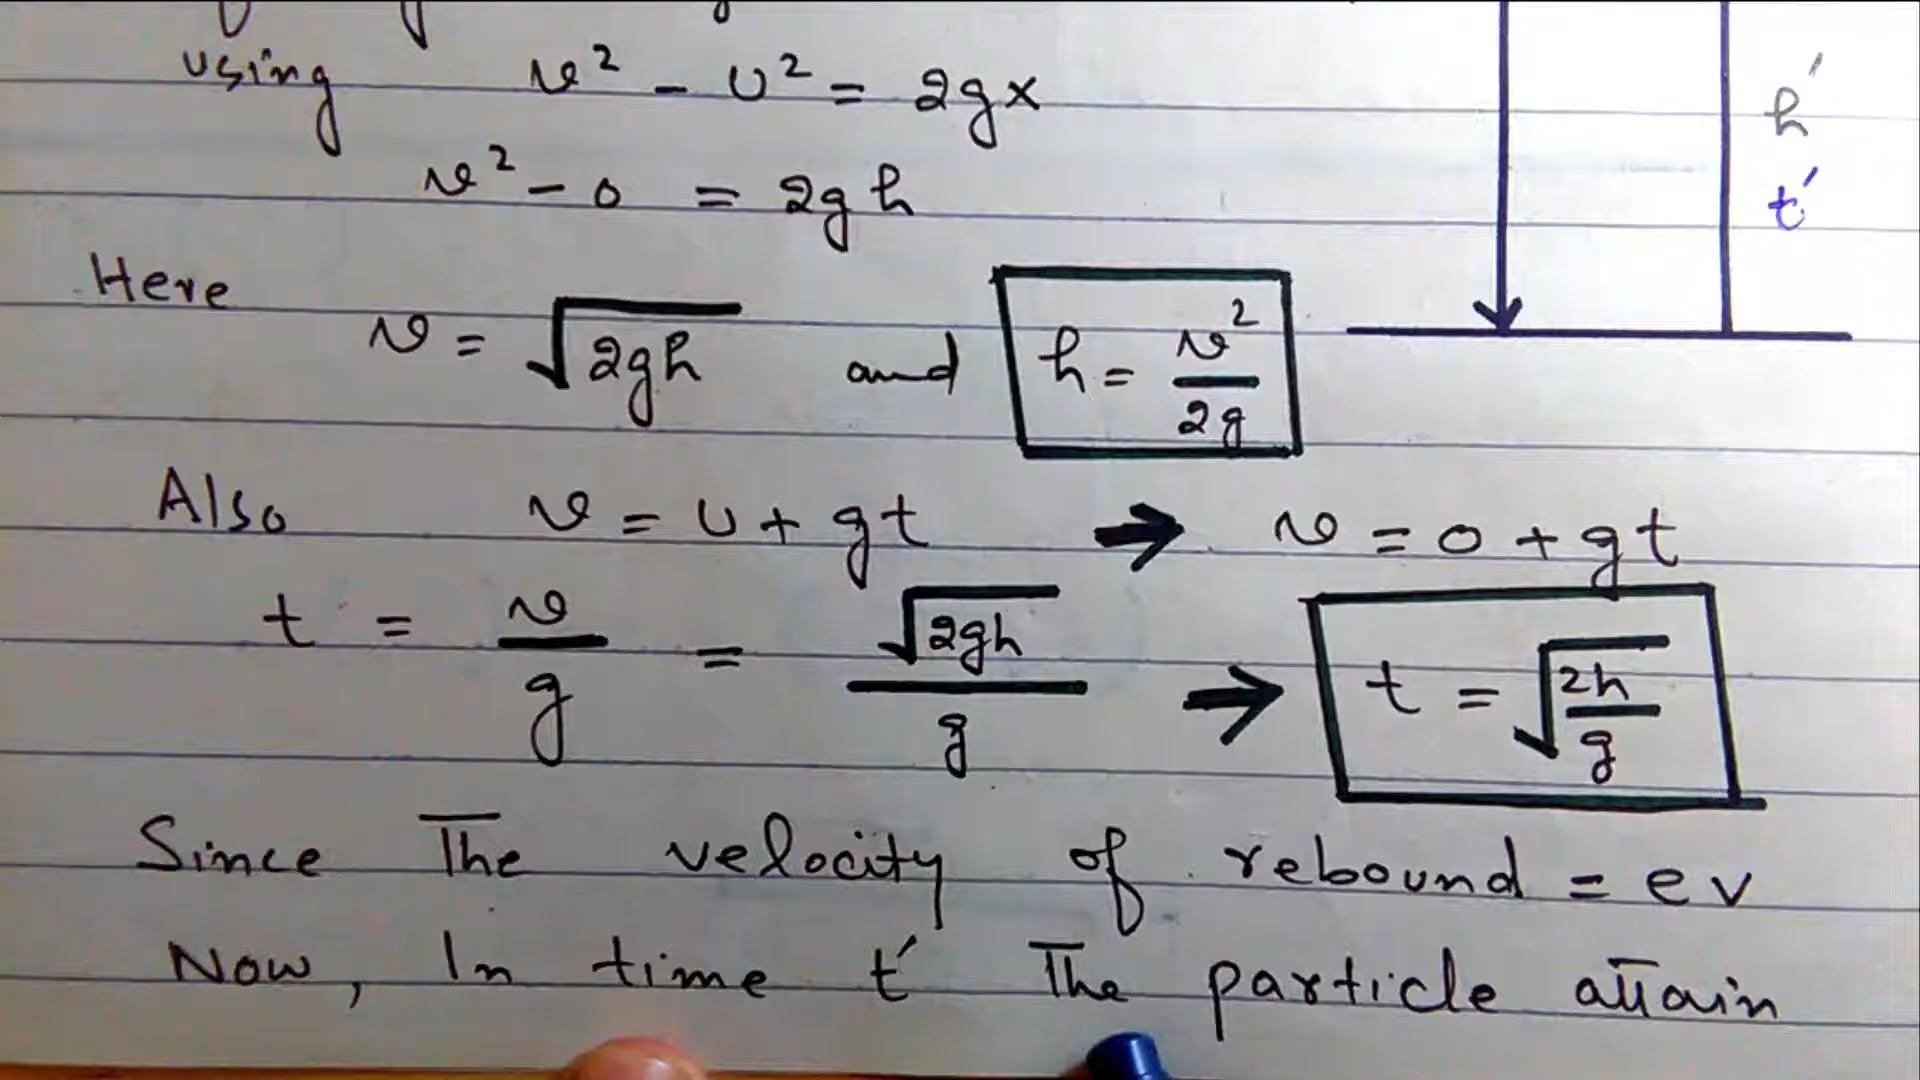 using v² - u² = 2gx
v² - 0 = 2gh
h′
t′
Here v = √2gh and h = v²/2g
Also v = u + gt → v = 0 + gt
t = v/g = √2gh/g → t = √2h/g
Since The velocity of rebound = ev
Now, In time t′ The particle attain